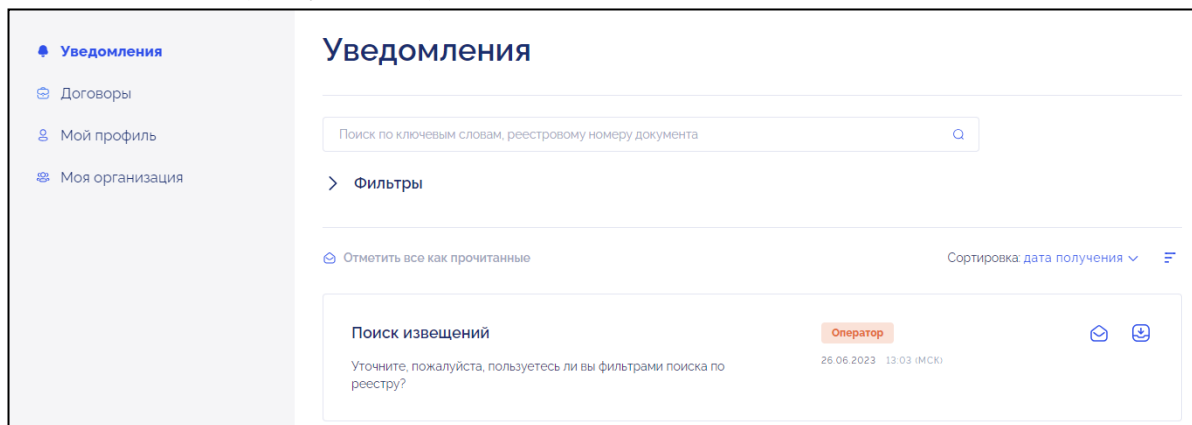 Уведомления
Договоры
Мой профиль
Моя организация
Уведомления
Поиск по ключевым словам, реестровому номеру документа
Фильтры
Отметить все как прочитанные
Сортировка: дата получения
Поиск извещений
Оператор
Уточните, пожалуйста, пользуетесь ли вы фильтрами поиска по
реестру?
26.06.2023 13:03 (МСК)